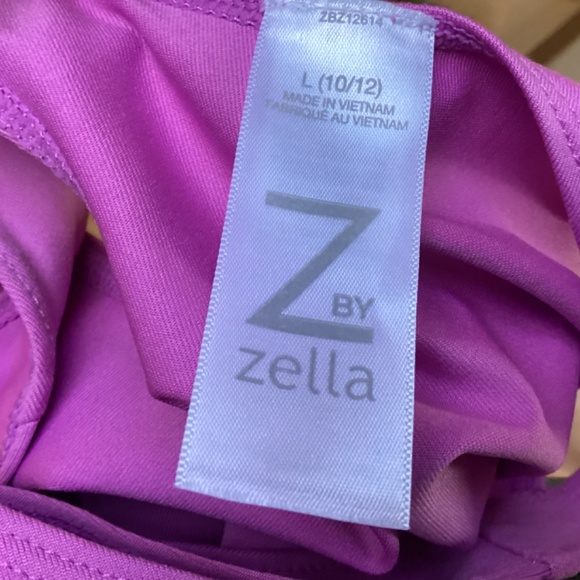 ZBZ12614
L (10/12)
MADE IN VIETNAM
FABRIQUÉ AU VIETNAM
Z BY
zella